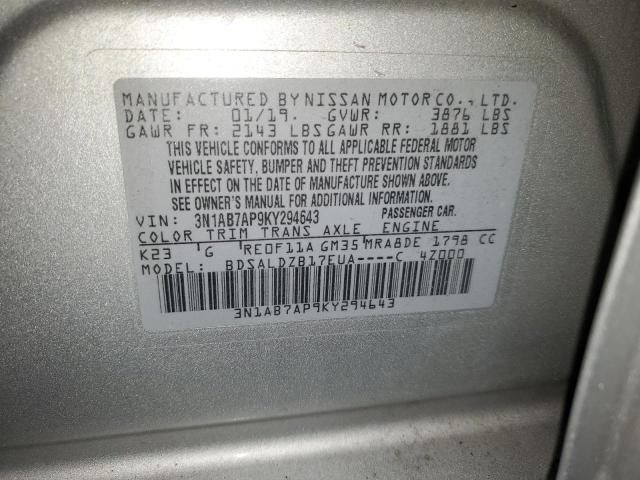 MANUFACTURED BY NISSAN MOTOR CO., LTD.
DATE: 01/19. GVWR: 3876 LBS
GAWR FR: 2143 LBS GAWR RR: 1881 LBS
THIS VEHICLE CONFORMS TO ALL APPLICABLE FEDERAL MOTOR
VEHICLE SAFETY, BUMPER AND THEFT PREVENTION STANDARDS
IN EFFECT ON THE DATE OF MANUFACTURE SHOWN ABOVE.
SEE OWNER'S MANUAL FOR ADDITIONAL INFORMATION
VIN: 3N1AB7AP9KY294643 PASSENGER CAR.
COLOR TRIM TRANS AXLE ENGINE
K23 'G RE0F11A GM35 MRA8DE 1798 CC
MODEL: BDSALDZB17EUA----C 4Z000
3N1AB7AP9KY294643